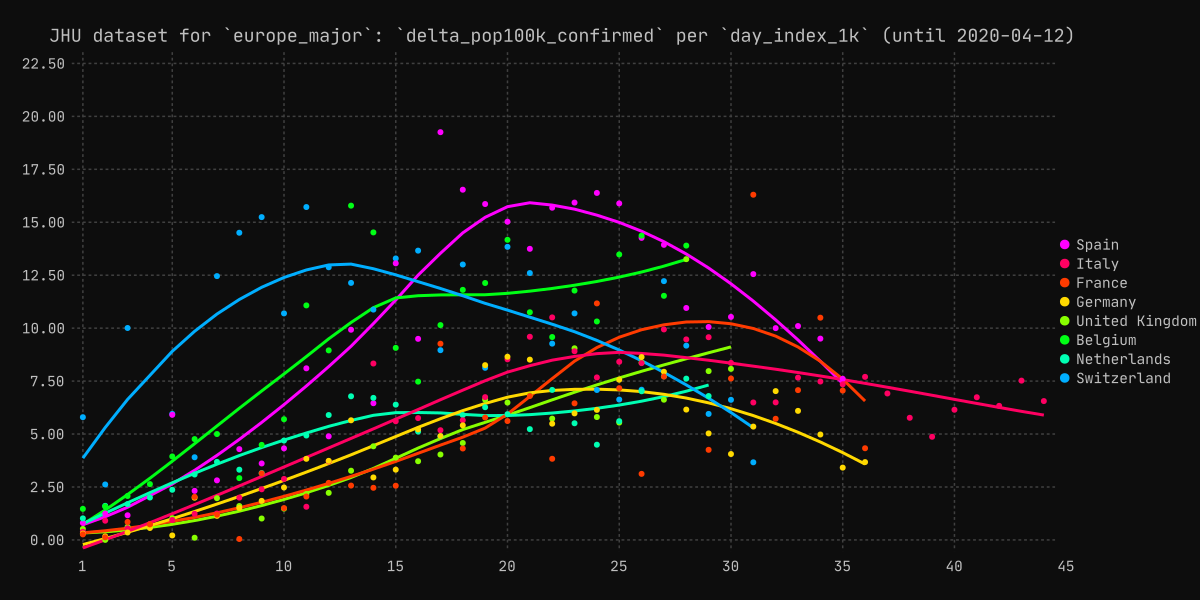 JHU dataset for `europe_major`: `delta_pop100k_confirmed` per `day_index_1k` (until 2020-04-12)
22.50
20.00
17.50
15.00
12.50
10.00
7.50
5.00
2.50
0.00
1 5 10 15 20 25 30 35 40 45
Spain
Italy
France
Germany
United Kingdom
Belgium
Netherlands
Switzerland